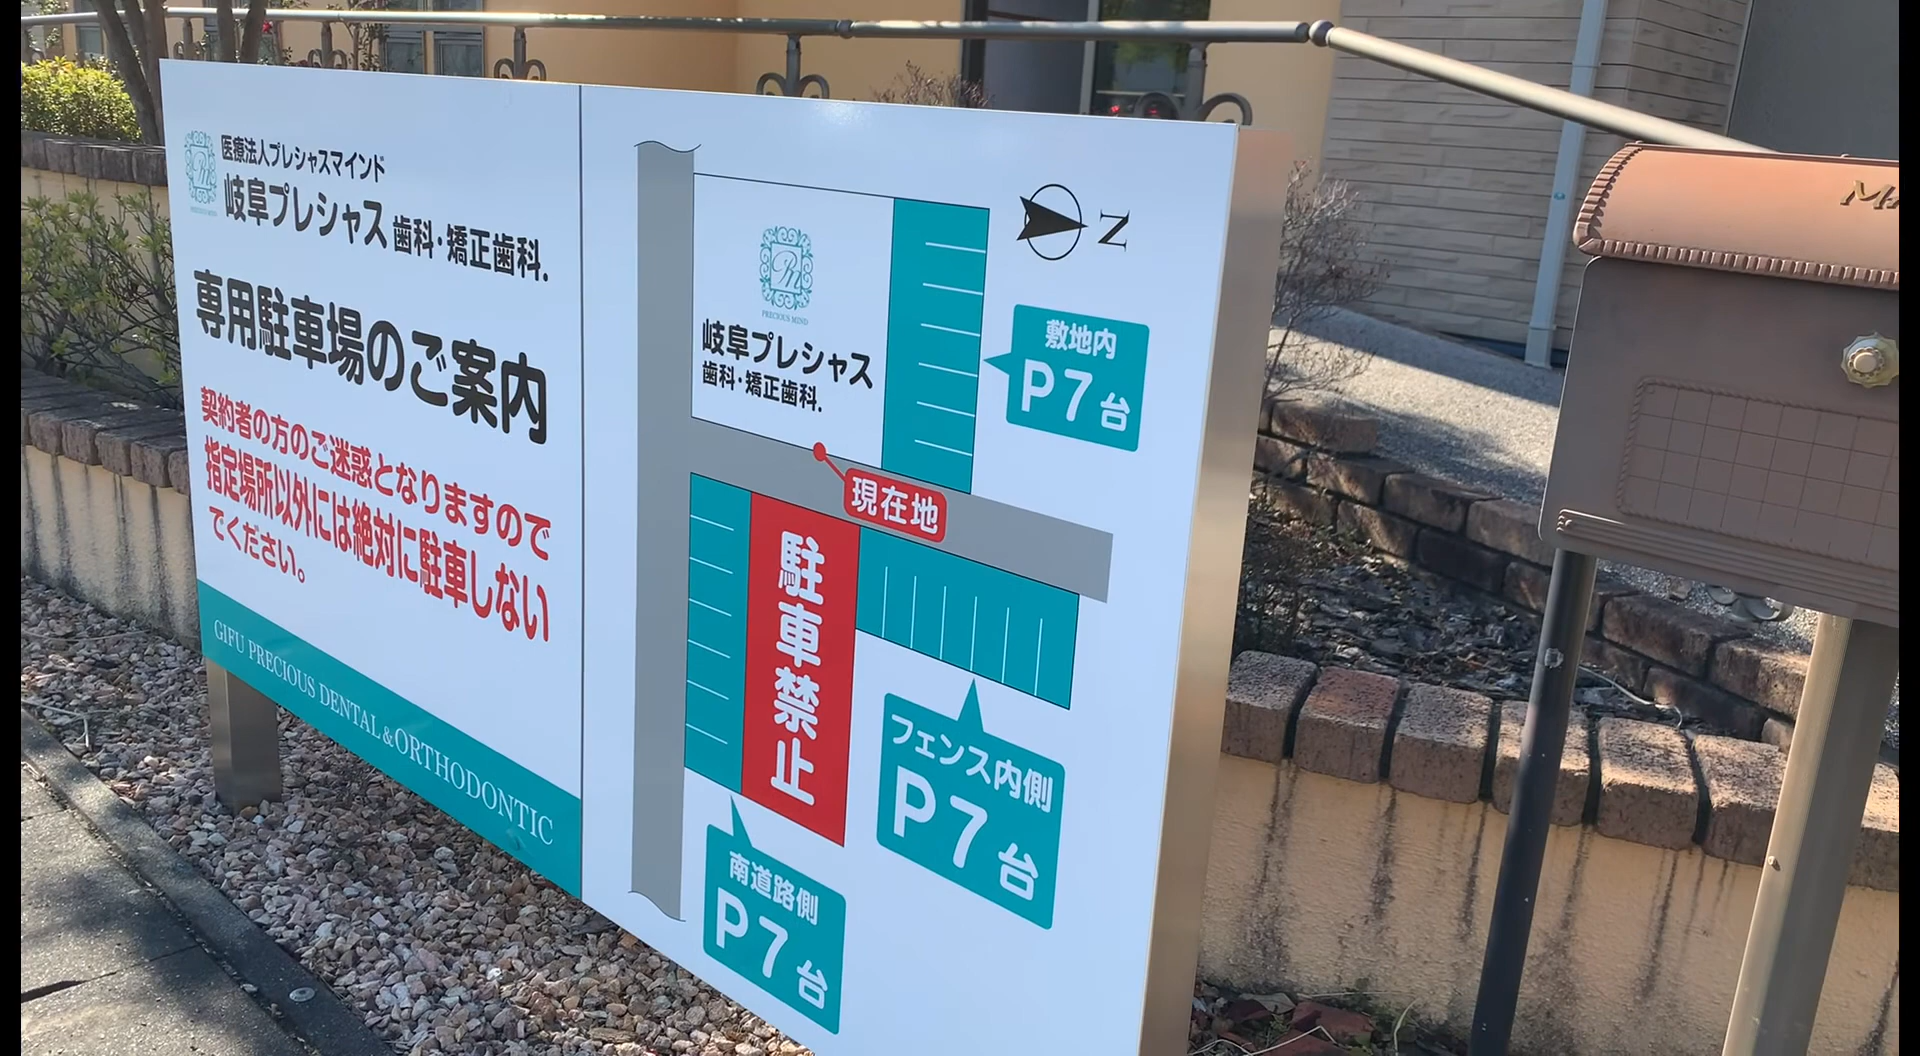 医療法人プレシャスマインド
岐阜プレシャス 歯科・矯正歯科.
専用駐車場のご案内
契約者の方のご迷惑となりますので
指定場所以外には絶対に駐車しない
でください。
GIFU PRECIOUS DENTAL & ORTHODONTIC
N
PM
PRECIOUS MIND
岐阜プレシャス
歯科・矯正歯科.
敷地内
P7台
現在地
駐車禁止
フェンス内側
P7台
南道路側
P7台